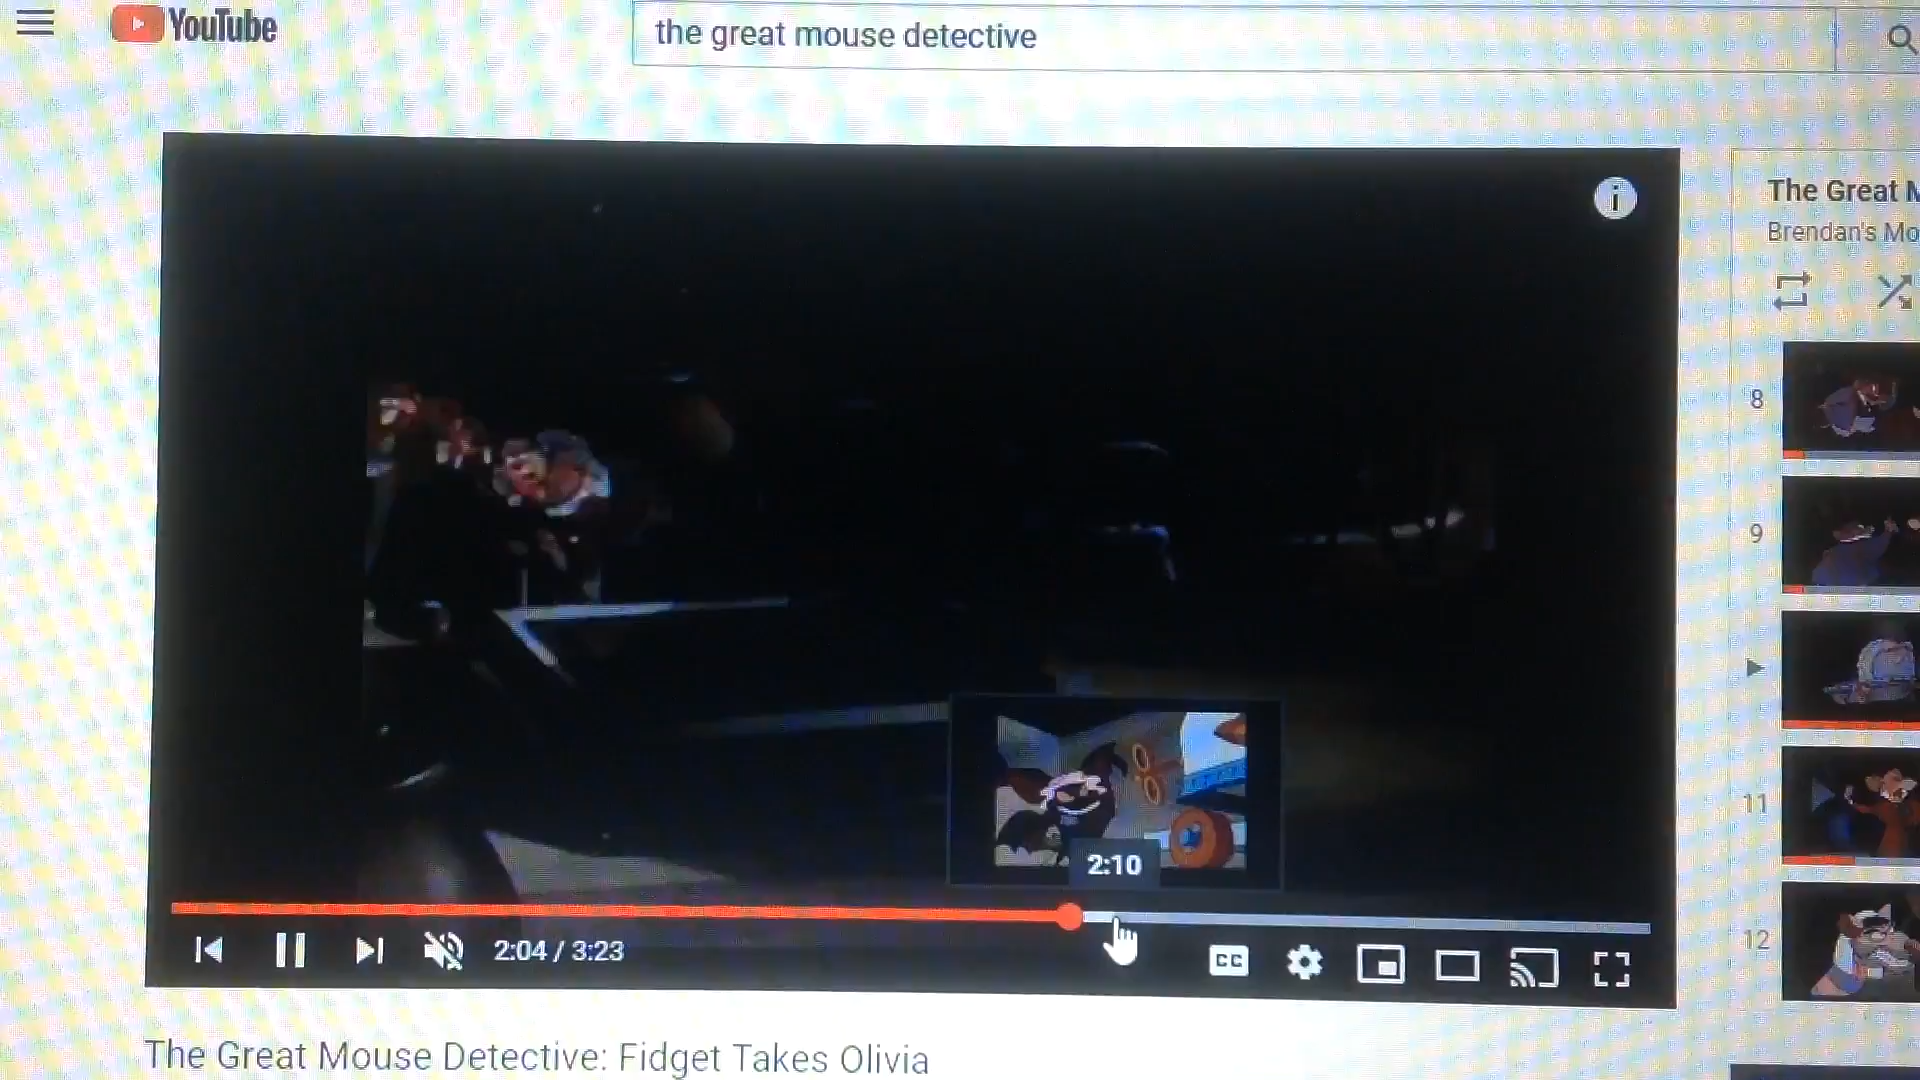 YouTube
the great mouse detective
i
The Great M
Brendan's Mo
8
9
2:10
11
2:04 / 3:23
CC
12
The Great Mouse Detective: Fidget Takes Olivia